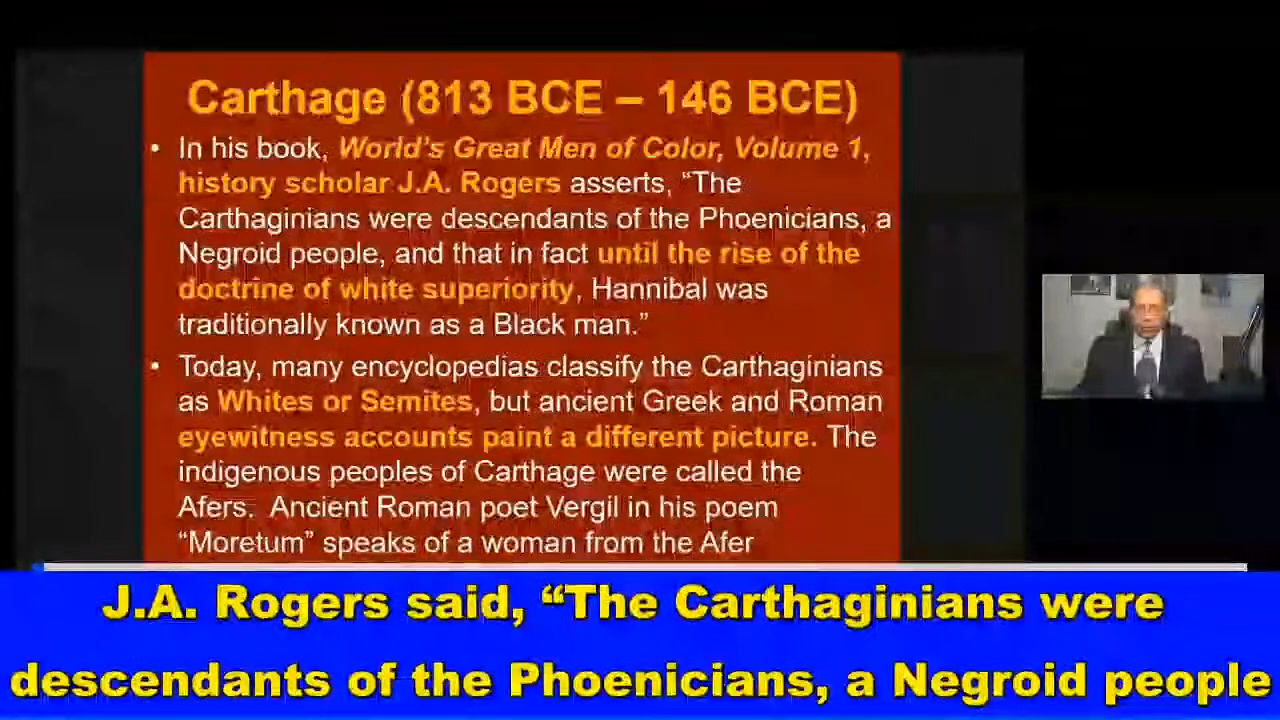 Carthage (813 BCE – 146 BCE)
• In his book, World's Great Men of Color, Volume 1,
history scholar J.A. Rogers asserts, “The
Carthaginians were descendants of the Phoenicians, a
Negroid people, and that in fact until the rise of the
doctrine of white superiority, Hannibal was
traditionally known as a Black man.”
• Today, many encyclopedias classify the Carthaginians
as Whites or Semites, but ancient Greek and Roman
eyewitness accounts paint a different picture. The
indigenous peoples of Carthage were called the
Afers. Ancient Roman poet Vergil in his poem
“Moretum” speaks of a woman from the Afer
J.A. Rogers said, “The Carthaginians were
descendants of the Phoenicians, a Negroid people